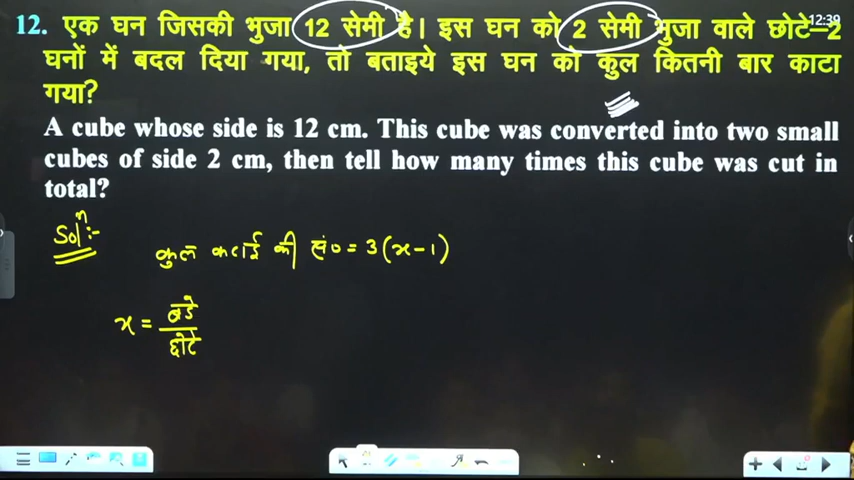 12. एक घन जिसकी भुजा 12 सेमी है। इस घन को 2 सेमी भुजा वाले छोटे–2
12:39
घनों में बदल दिया गया, तो बताइये इस घन को कुल कितनी बार काटा
गया?
A cube whose side is 12 cm. This cube was converted into two small
cubes of side 2 cm, then tell how many times this cube was cut in
total?
Solⁿ:-
कुल कटाई की सं० = 3(x-1)
x = बड़े
छोटे